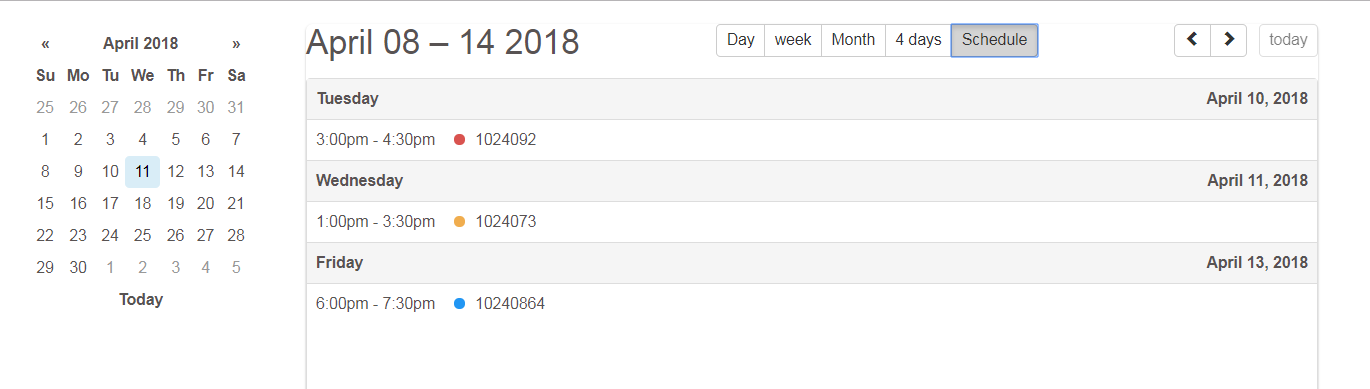 « April 2018 »
Su Mo Tu We Th Fr Sa
25 26 27 28 29 30 31
1 2 3 4 5 6 7
8 9 10 11 12 13 14
15 16 17 18 19 20 21
22 23 24 25 26 27 28
29 30 1 2 3 4 5
Today
April 08 – 14 2018
Day week Month 4 days Schedule
today
Tuesday April 10, 2018
3:00pm - 4:30pm 1024092
Wednesday April 11, 2018
1:00pm - 3:30pm 1024073
Friday April 13, 2018
6:00pm - 7:30pm 10240864